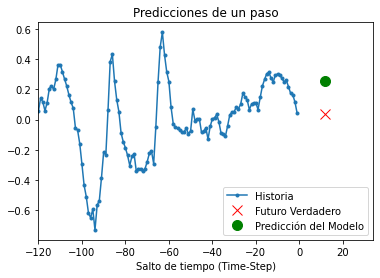 Predicciones de un paso
0.6
0.4
0.2
0.0
−0.2
−0.4
−0.6
Historia
Futuro Verdadero
Predicción del Modelo
−120 −100 −80 −60 −40 −20 0 20
Salto de tiempo (Time-Step)